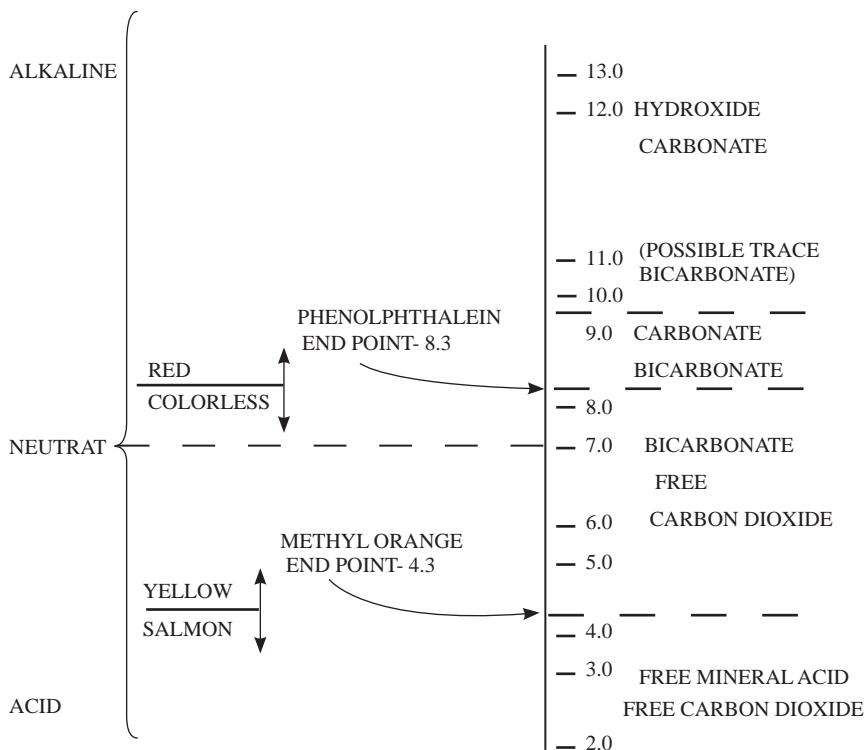 ALKALINE
13.0
12.0 HYDROXIDE
CARBONATE
11.0 (POSSIBLE TRACE
BICARBONATE)
10.0
PHENOLPHTHALEIN
END POINT- 8.3
9.0 CARBONATE
RED
BICARBONATE
COLORLESS
8.0
NEUTRAT
7.0 BICARBONATE
FREE
6.0 CARBON DIOXIDE
METHYL ORANGE
END POINT- 4.3
5.0
YELLOW
SALMON
4.0
3.0 FREE MINERAL ACID
ACID
FREE CARBON DIOXIDE
2.0